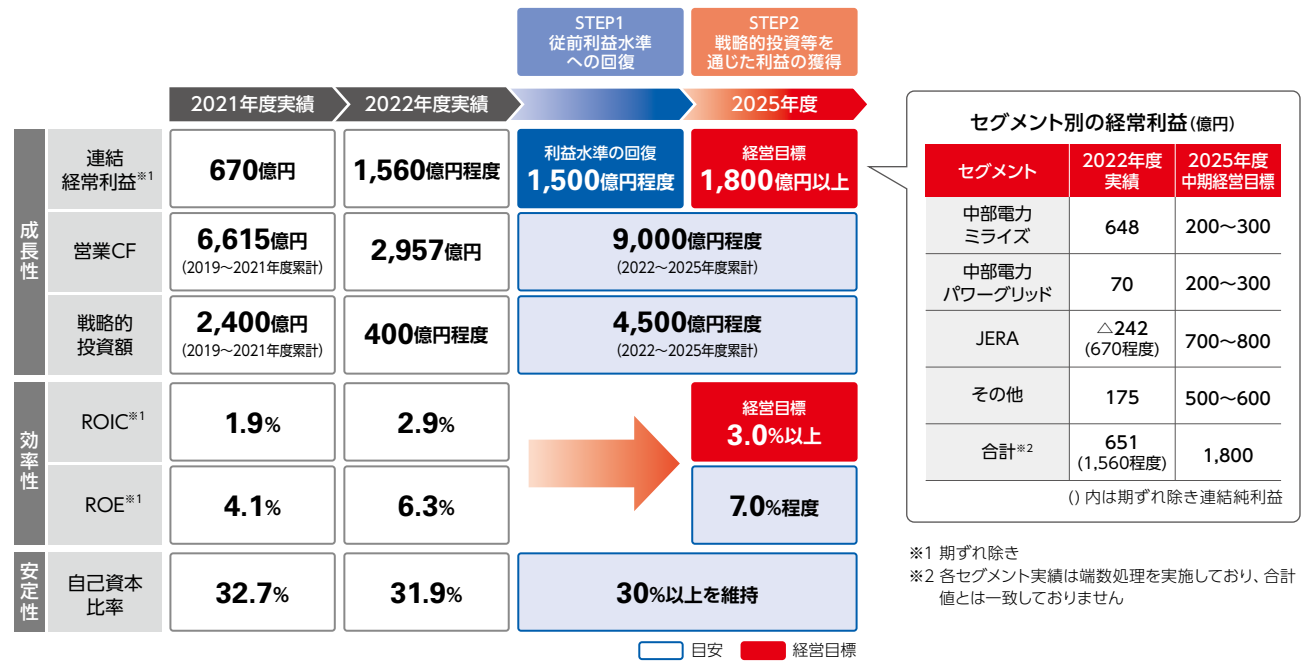 STEP1
従前利益水準
への回復
STEP2
戦略的投資等を
通じた利益の獲得
2021年度実績
2022年度実績
2025年度
成長性
連結
経常利益※1
670億円
1,560億円程度
利益水準の回復
1,500億円程度
経営目標
1,800億円以上
営業CF
6,615億円
(2019〜2021年度累計)
2,957億円
9,000億円程度
(2022〜2025年度累計)
戦略的
投資額
2,400億円
(2019〜2021年度累計)
400億円程度
4,500億円程度
(2022〜2025年度累計)
効率性
ROIC※1
1.9%
2.9%
経営目標
3.0%以上
ROE※1
4.1%
6.3%
7.0%程度
安定性
自己資本
比率
32.7%
31.9%
30%以上を維持
目安
経営目標
セグメント別の経常利益(億円)
セグメント
2022年度
実績
2025年度
中期経営目標
中部電力
ミライズ
648
200〜300
中部電力
パワーグリッド
70
200〜300
JERA
△242
(670程度)
700〜800
その他
175
500〜600
合計※2
651
(1,560程度)
1,800
() 内は期ずれ除き連結純利益
※1 期ずれ除き
※2 各セグメント実績は端数処理を実施しており、合計
値とは一致しておりません